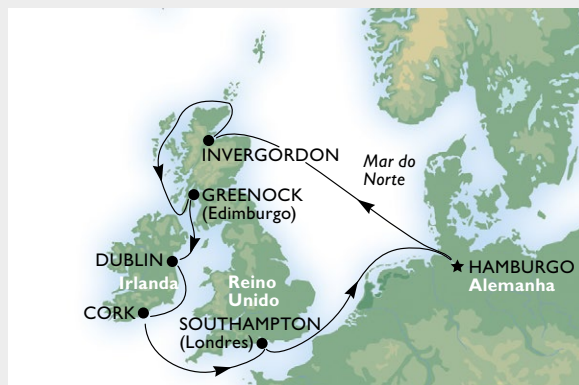 INVERGORDON
Mar do
Norte
GREENOCK
(Edimburgo)
DUBLIN
Irlanda
Reino
Unido
HAMBURGO
Alemanha
CORK
SOUTHAMPTON
(Londres)